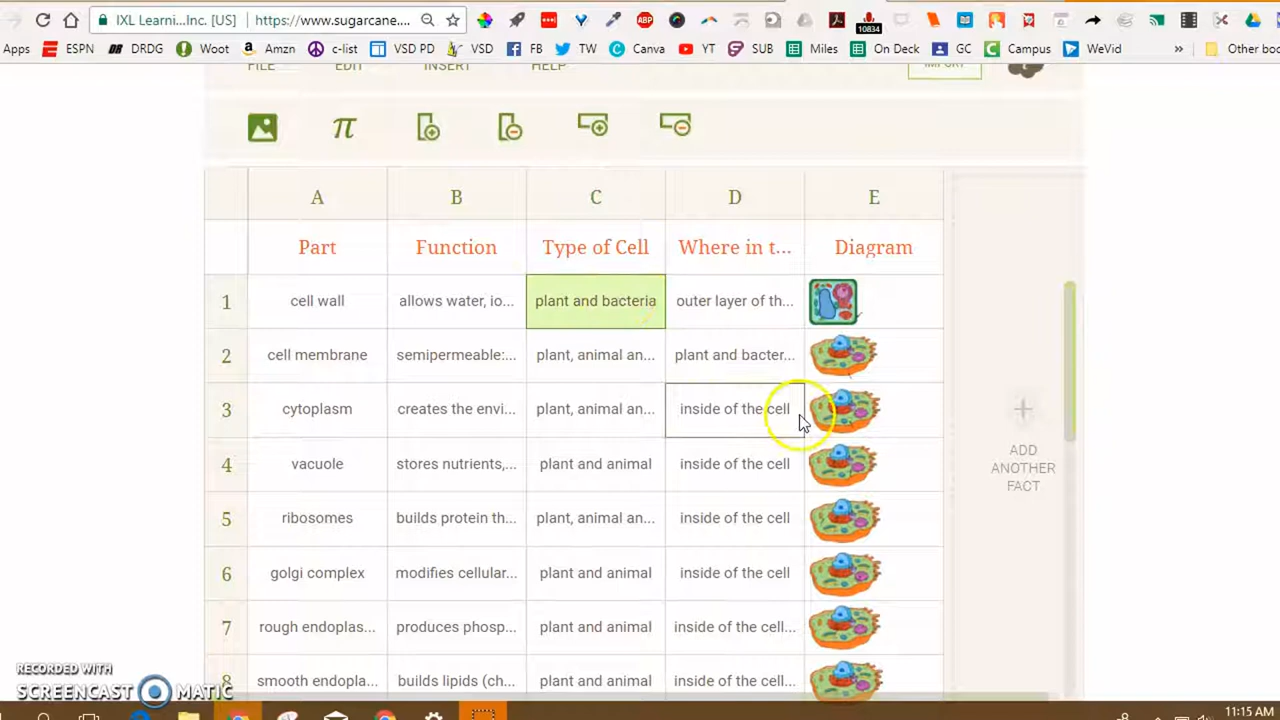 IXL Learni...Inc. [US] https://www.sugarcane....
ABP
10834
Apps ESPN DRDG Woot Amzn c-list VSD PD VSD FB TW Canva YT SUB Miles On Deck GC Campus WeVid » Other boo
FILE EDIT INSERT HELP IMPORT
π
A B C D E
Part Function Type of Cell Where in t... Diagram
1 cell wall allows water, io... plant and bacteria outer layer of th...
2 cell membrane semipermeable:... plant, animal an... plant and bacter...
3 cytoplasm creates the envi... plant, animal an... inside of the cell
4 vacuole stores nutrients,... plant and animal inside of the cell
5 ribosomes builds protein th... plant, animal an... inside of the cell
6 golgi complex modifies cellular... plant and animal inside of the cell
7 rough endoplas... produces phosp... plant and animal inside of the cell...
8 smooth endopla... builds lipids (ch... plant and animal inside of the cell...
+
ADD
ANOTHER
FACT
RECORDED WITH
SCREENCAST MATIC
11:15 AM